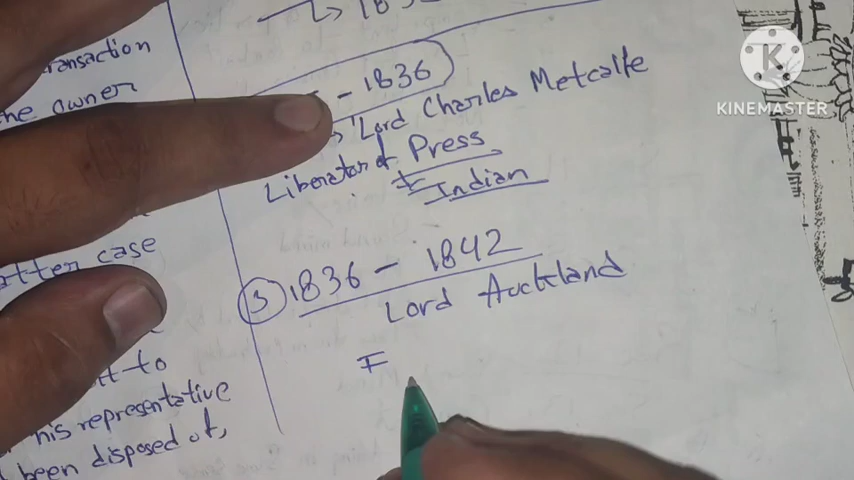 ransaction
he owner
- 1836
Lord Charles Metcalfe
Liberator of Press
Indian
atter case
③ 1836 - 1842
Lord Auckland
F
to
his representative
been disposed of,
K
KINEMASTER